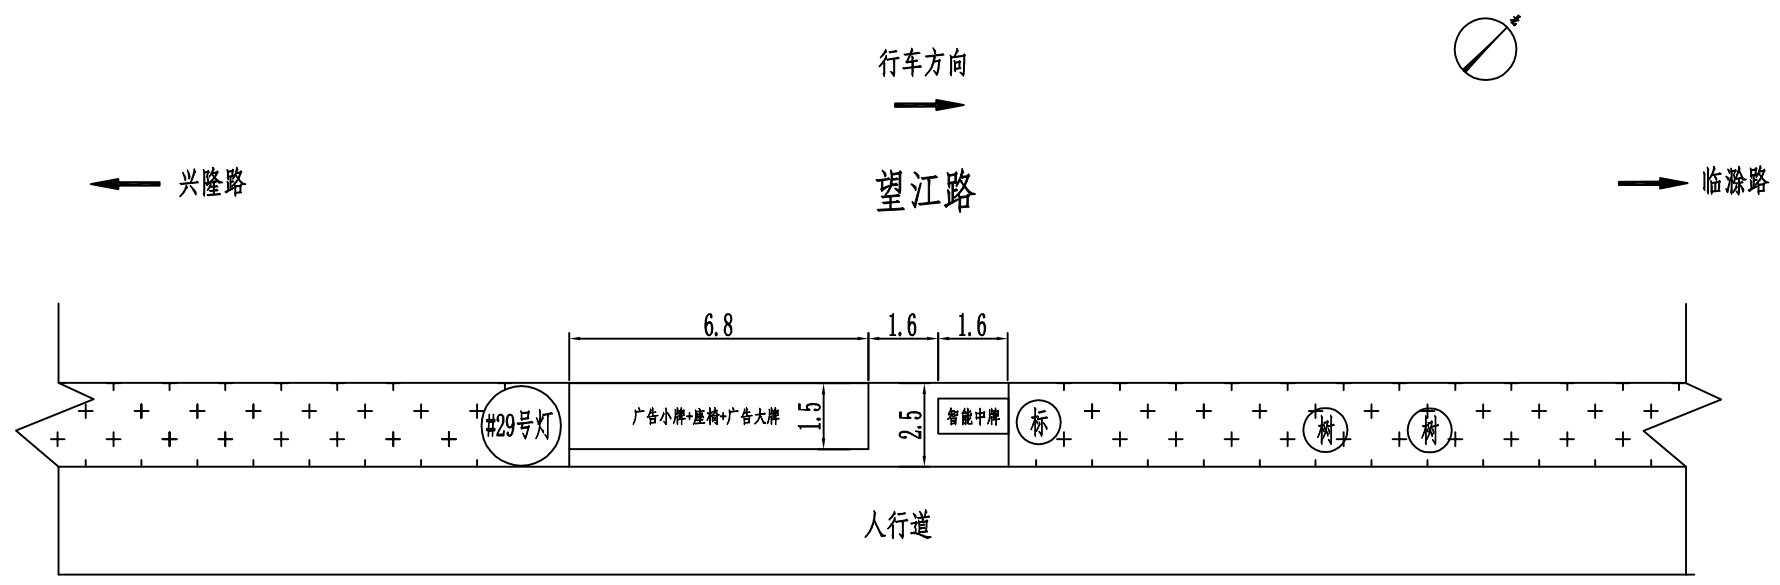 行车方向
兴隆路
望江路
临滁路
6.8
1.6
1.6
#29号灯
广告小牌+座椅+广告大牌
1.5
2.5
智能中牌
标
树
树
人行道